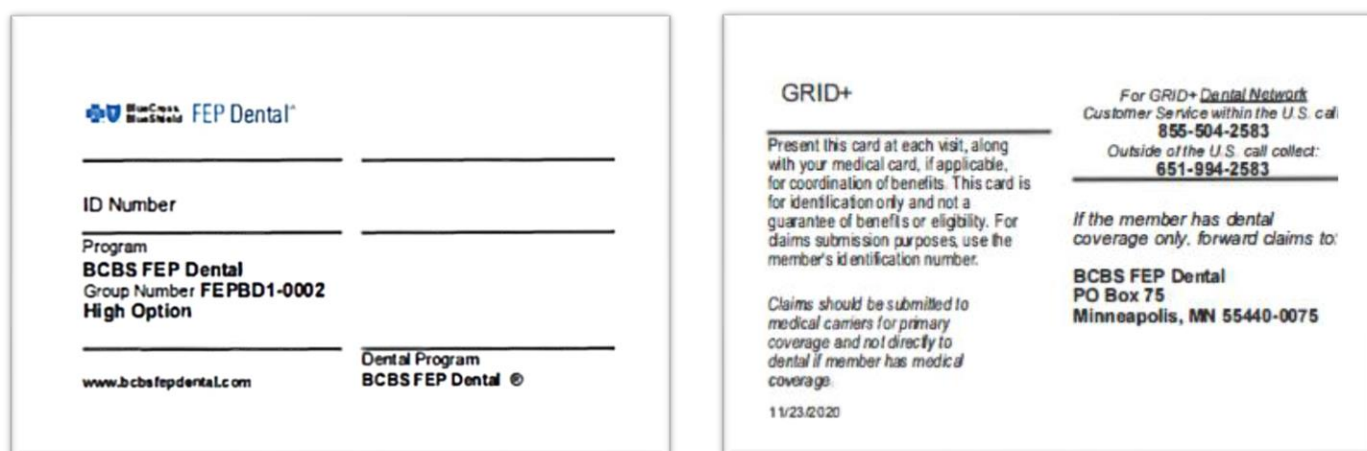 BlueCross BlueShield FEP Dental
ID Number
Program
BCBS FEP Dental
Group Number FEPBD1-0002
High Option
www.bcbsfepdental.com
Dental Program
BCBS FEP Dental ®
GRID+
Present this card at each visit, along
with your medical card, if applicable,
for coordination of benefits. This card is
for identification only and not a
guarantee of benefits or eligibility. For
claims submission purposes, use the
member's identification number.
Claims should be submitted to
medical carriers for primary
coverage and not directly to
dental if member has medical
coverage.
11/23/2020
For GRID+ Dental Network
Customer Service within the U.S. call
855-504-2583
Outside of the U.S. call collect:
651-994-2583
If the member has dental
coverage only, forward claims to:
BCBS FEP Dental
PO Box 75
Minneapolis, MN 55440-0075